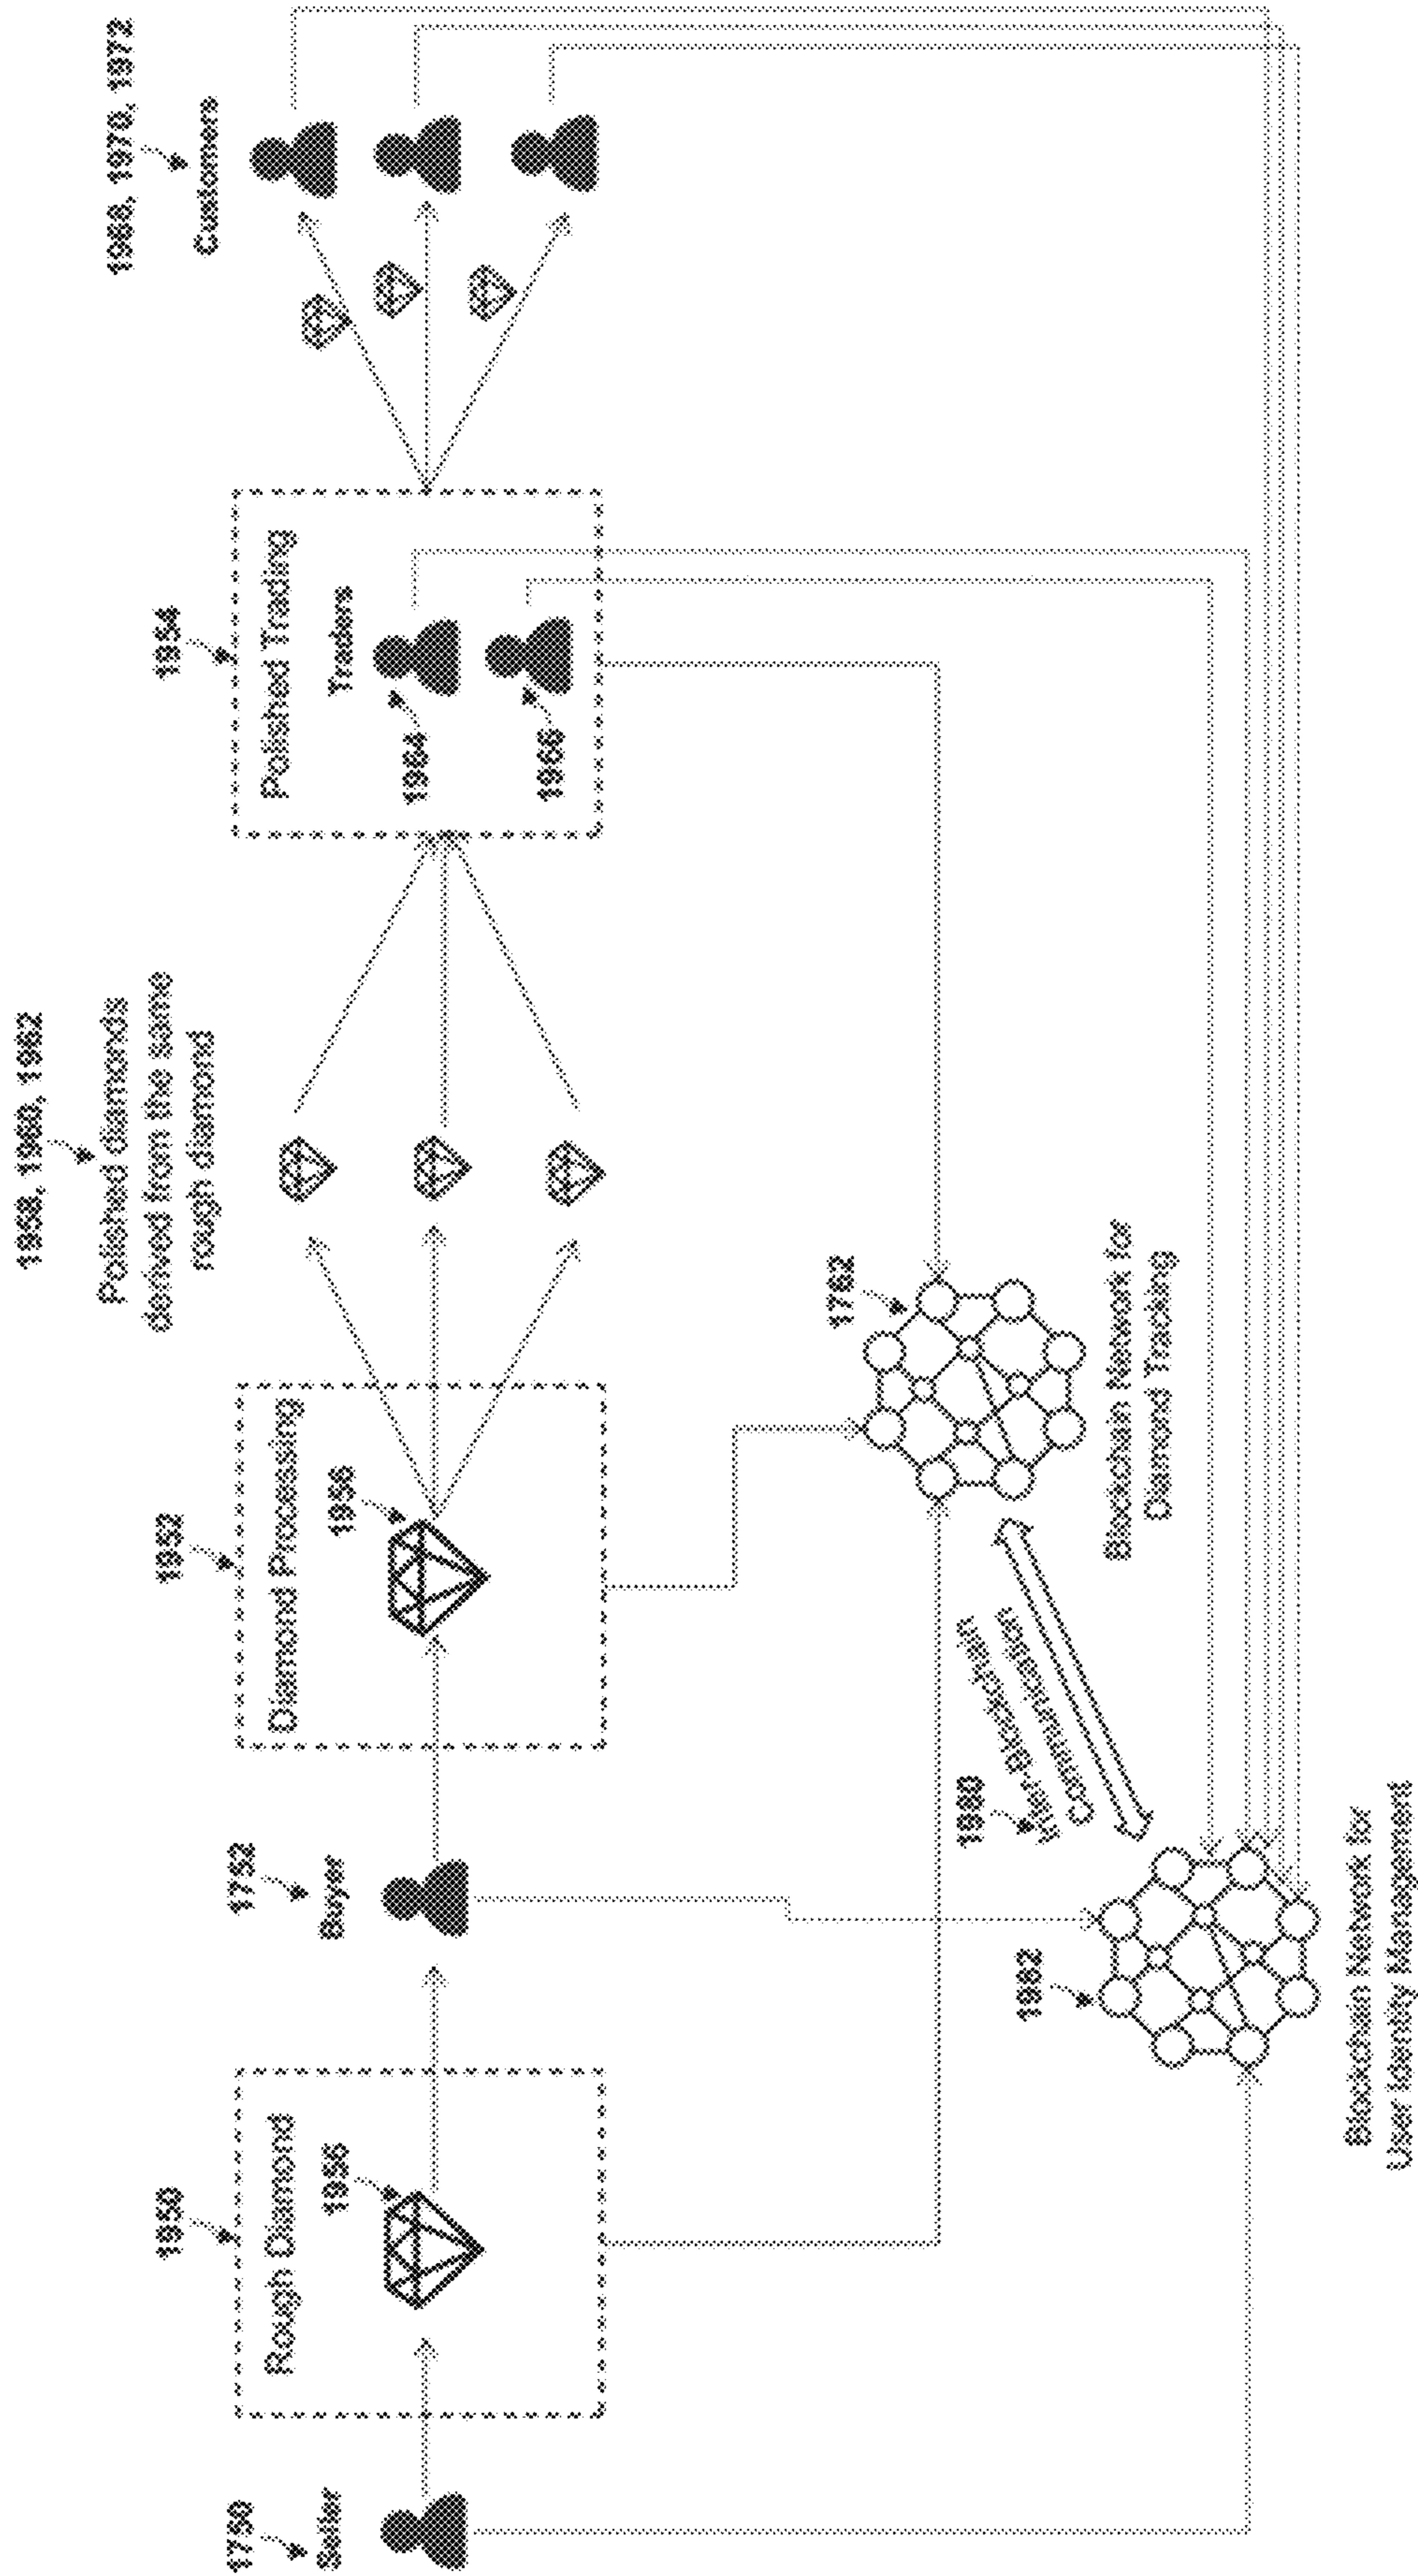 1958, 1960, 1962
Polished diamonds
derived from the same
rough diamond
1968, 1970, 1972
Customers
1950
Rough Diamond
1956
1952
Diamond Processing
1956
1954
Polished Trading
Traders
1964
1966
1750
Seller
1752
Buyer
1762
Blockchain Network for
Diamond Tracking
1980
Inter Blockchain
Communication
1982
Blockchain Network for
User Identity Management